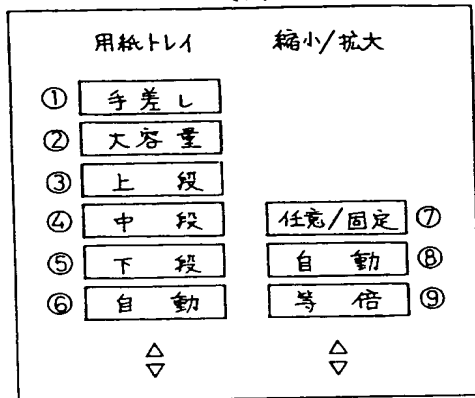 用紙トレイ 縮小/拡大
① 手差し
② 大容量
③ 上段
④ 中段 任意/固定 ⑦
⑤ 下段 自動 ⑧
⑥ 自動 等倍 ⑨